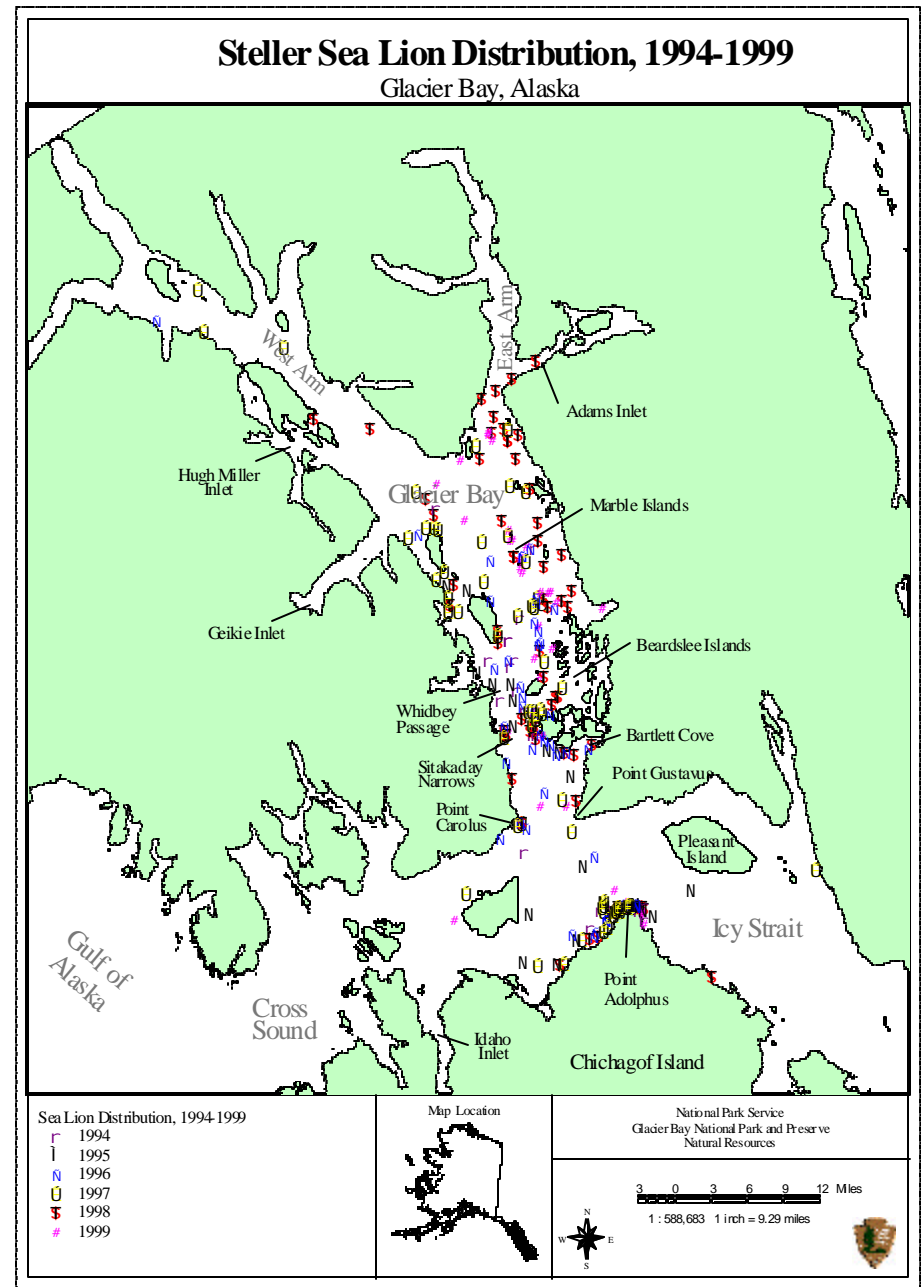 Steller Sea Lion Distribution, 1994-1999
Glacier Bay, Alaska
West Arm
East Arm
Adams Inlet
Hugh Miller
Inlet
Glacier Bay
Marble Islands
Geikie Inlet
Beardslee Islands
Whidbey
Passage
Bartlett Cove
Sitakaday
Narrows
Point Gustavus
Point
Carolus
Pleasant
Island
Icy Strait
Gulf of
Alaska
Point
Adolphus
Cross
Sound
Idaho
Inlet
Chichagof Island
Sea Lion Distribution, 1994-1999
r 1994
Ì 1995
Ñ 1996
Ú 1997
$ 1998
# 1999
Map Location
National Park Service
Glacier Bay National Park and Preserve
Natural Resources
3 0 3 6 9 12 Miles
1 : 588,683 1 inch = 9.29 miles
N
W E
S